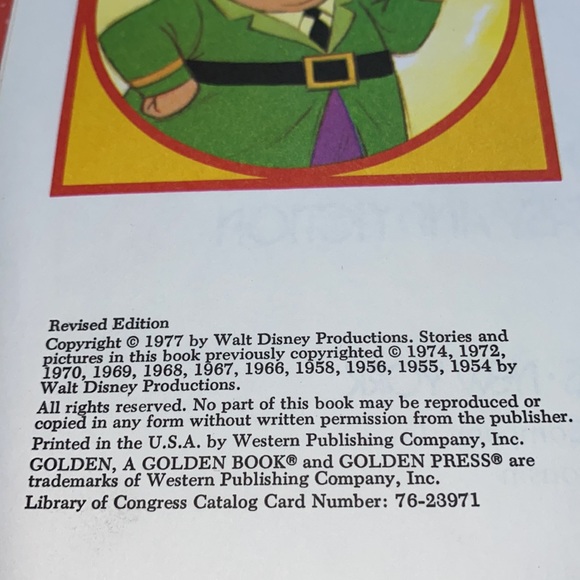 Revised Edition
Copyright © 1977 by Walt Disney Productions. Stories and
pictures in this book previously copyrighted © 1974, 1972,
1970, 1969, 1968, 1967, 1966, 1958, 1956, 1955, 1954 by
Walt Disney Productions.
All rights reserved. No part of this book may be reproduced or
copied in any form without written permission from the publisher.
Printed in the U.S.A. by Western Publishing Company, Inc.
GOLDEN, A GOLDEN BOOK® and GOLDEN PRESS® are
trademarks of Western Publishing Company, Inc.
Library of Congress Catalog Card Number: 76-23971